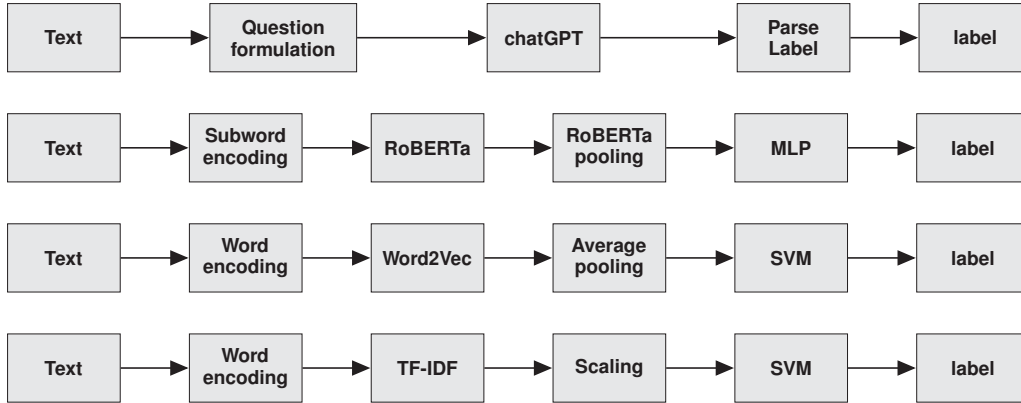 Text
Question
formulation
chatGPT
Parse
Label
label
Text
Subword
encoding
RoBERTa
RoBERTa
pooling
MLP
label
Text
Word
encoding
Word2Vec
Average
pooling
SVM
label
Text
Word
encoding
TF-IDF
Scaling
SVM
label